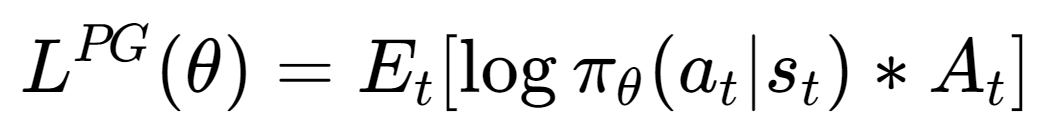 L^{PG}(θ) = E_t[log π_θ(a_t|s_t) * A_t]